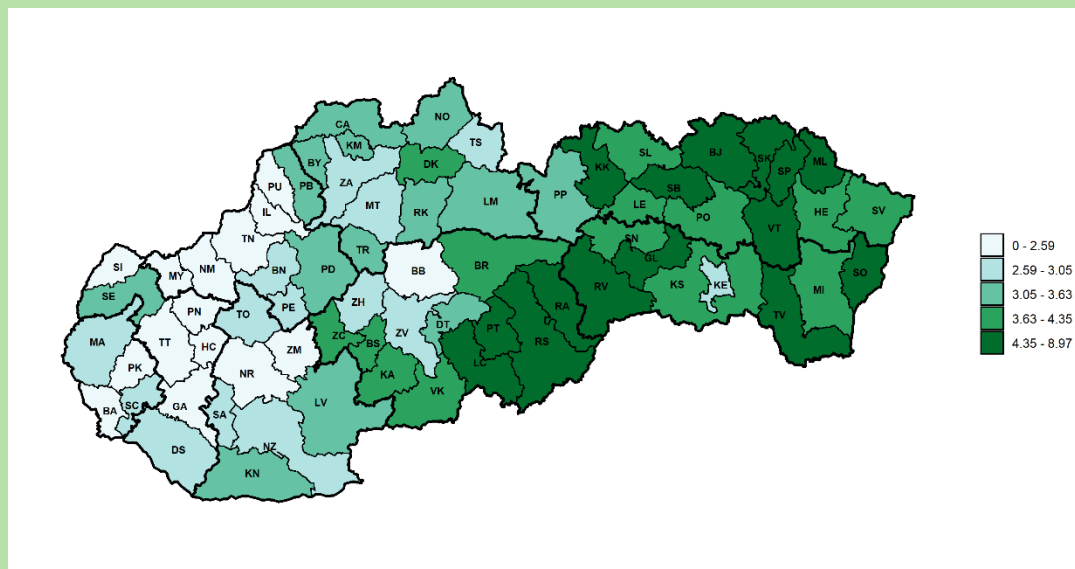 NO
CA
TS
KM
BY
DK
ZA
PU
PB
MT
RK
LM
IL
TN
TR
SI
MY
NM
BN
PD
BB
SE
PE
ZH
PN
TO
ZV
DT
MA
TT
HC
ZM
ZC
BS
PK
NR
KA
BA
SC
GA
SA
LV
VK
DS
NZ
KN
SL
BJ
SK
ML
KK
SP
PP
SB
LE
PO
HE
SV
VT
SN
BR
GL
SO
RV
KS
KE
MI
RA
TV
PT
RS
0 - 2.59
2.59 - 3.05
3.05 - 3.63
3.63 - 4.35
4.35 - 8.97